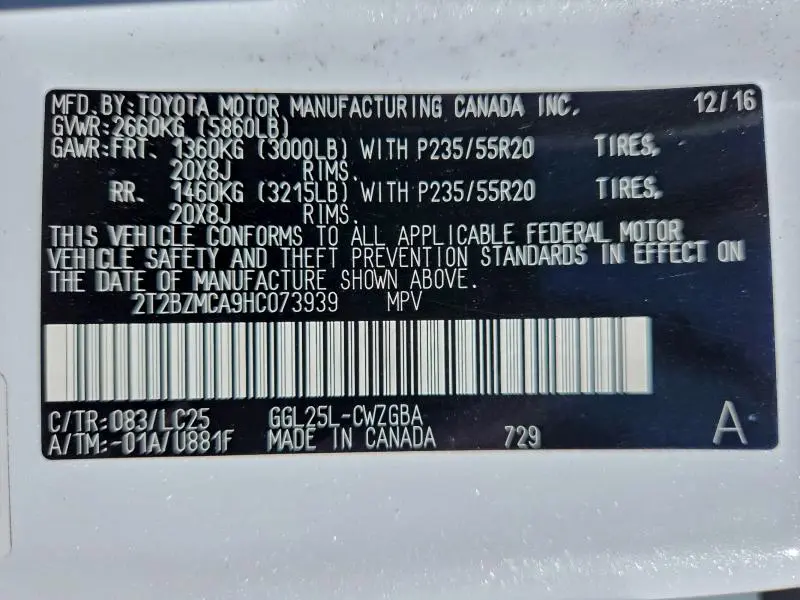 MFD. BY: TOYOTA MOTOR MANUFACTURING CANADA INC. 12/16
GVWR: 2660KG (5860LB)
GAWR: FRT. 1360KG (3000LB) WITH P235/55R20 TIRES,
20X8J RIMS.
RR. 1460KG (3215LB) WITH P235/55R20 TIRES,
20X8J RIMS.
THIS VEHICLE CONFORMS TO ALL APPLICABLE FEDERAL MOTOR
VEHICLE SAFETY AND THEFT PREVENTION STANDARDS IN EFFECT ON
THE DATE OF MANUFACTURE SHOWN ABOVE.
2T2BZMCA9HC073939 MPV
C/TR: 083/LC25 GGL25L-CWZGBA
A/TM: -01A/U881F MADE IN CANADA 729 A